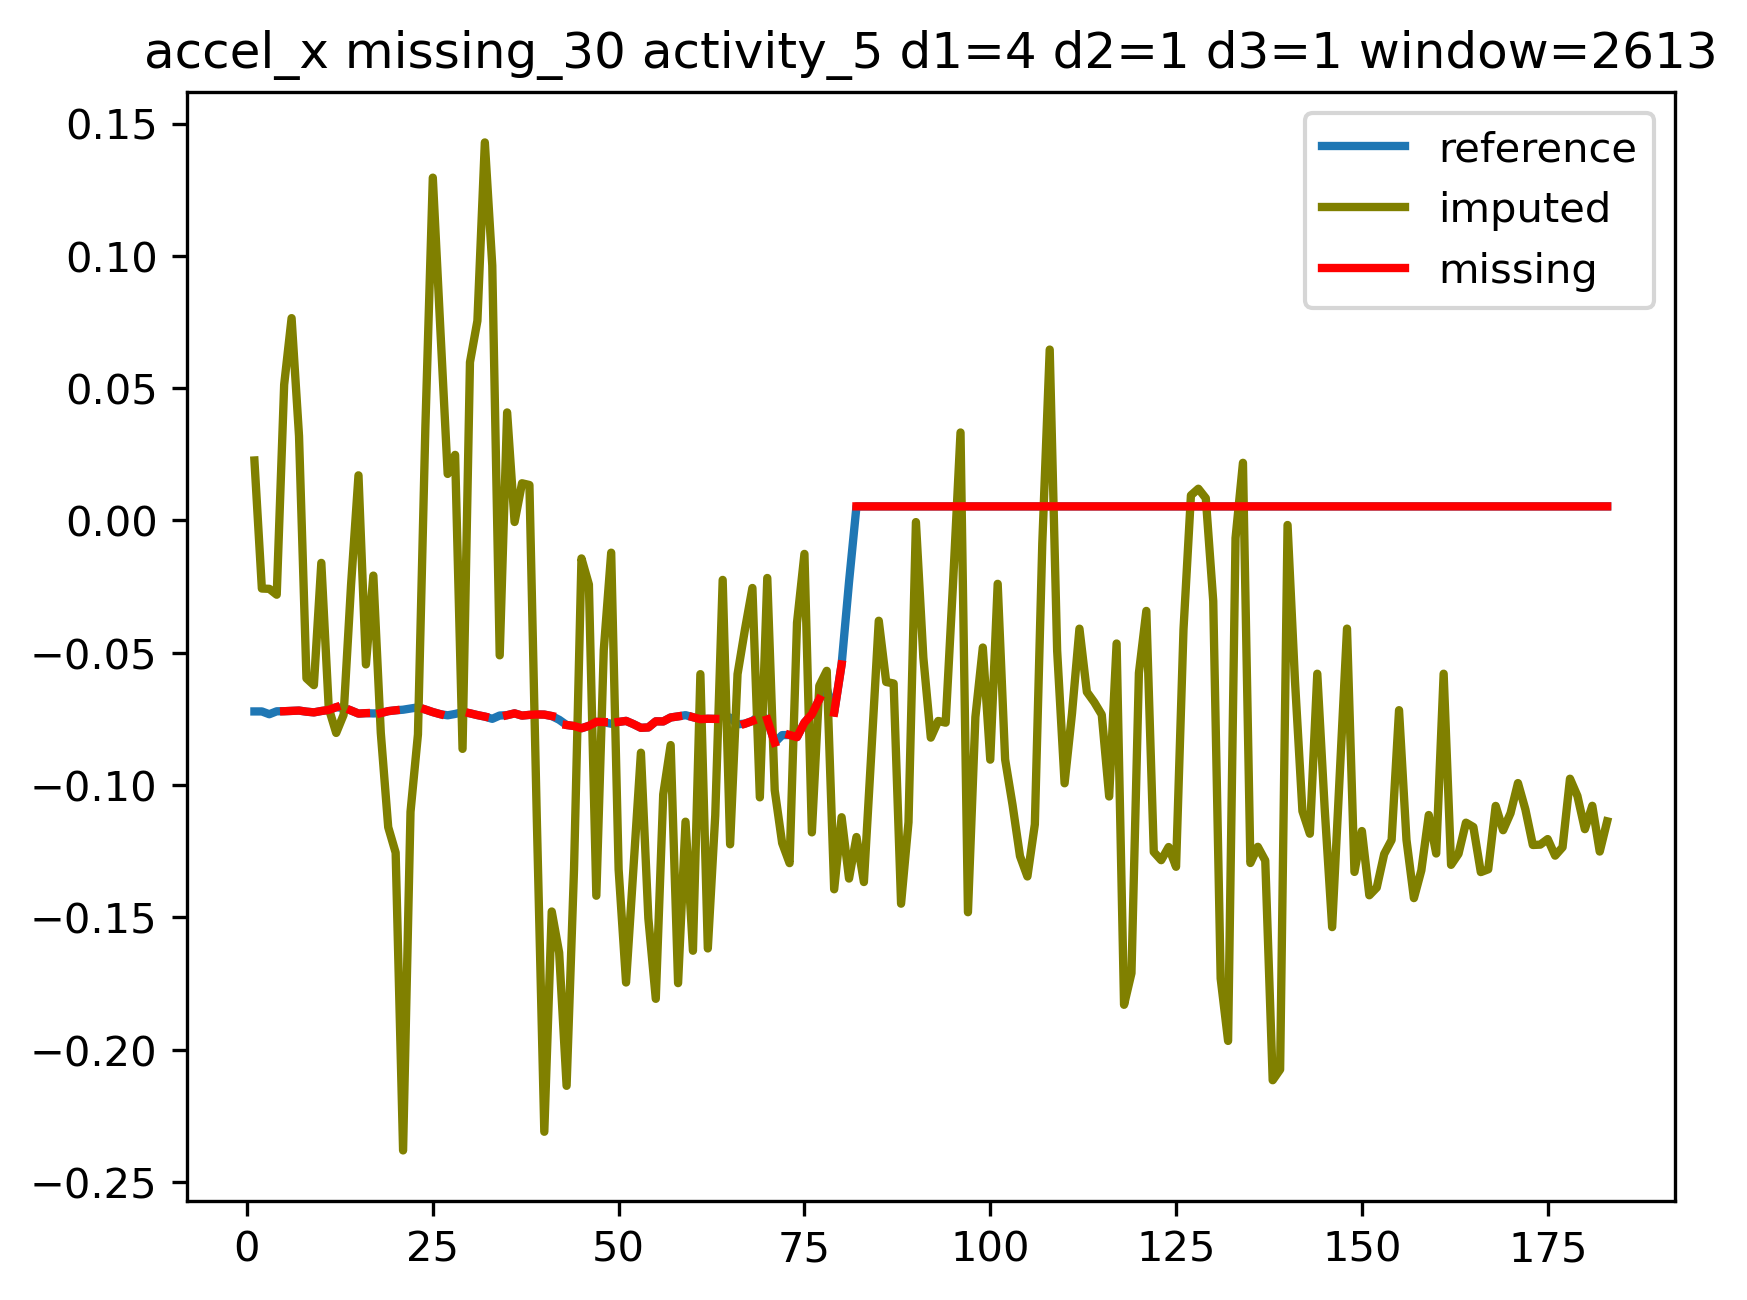 accel_x missing_30 activity_5 d1=4 d2=1 d3=1 window=2613
reference
imputed
missing
0.15
0.10
0.05
0.00
−0.05
−0.10
−0.15
−0.20
−0.25
0 25 50 75 100 125 150 175